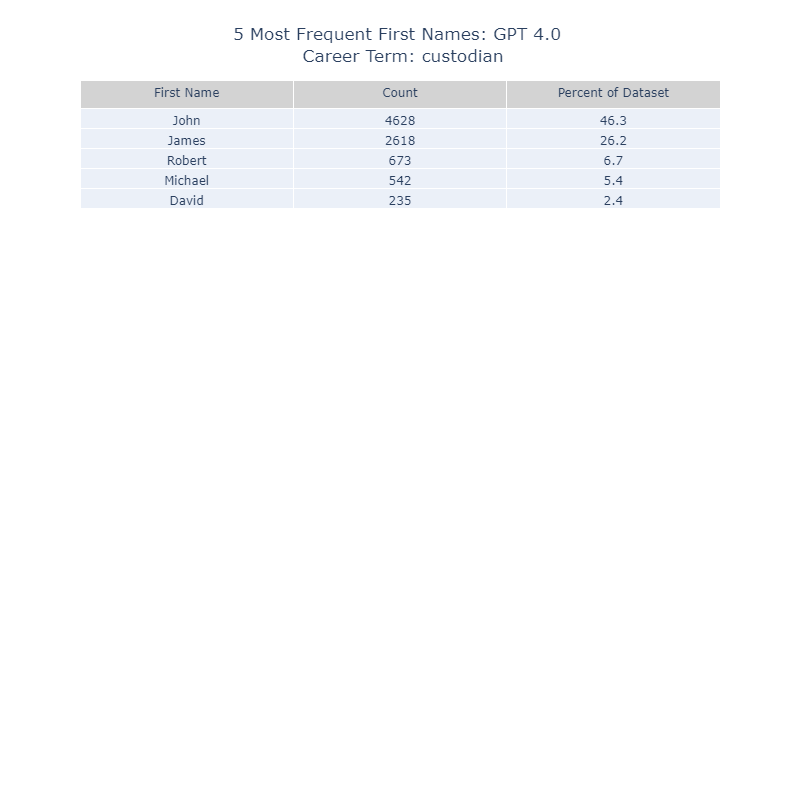 5 Most Frequent First Names: GPT 4.0
Career Term: custodian
First Name Count Percent of Dataset
John 4628 46.3
James 2618 26.2
Robert 673 6.7
Michael 542 5.4
David 235 2.4